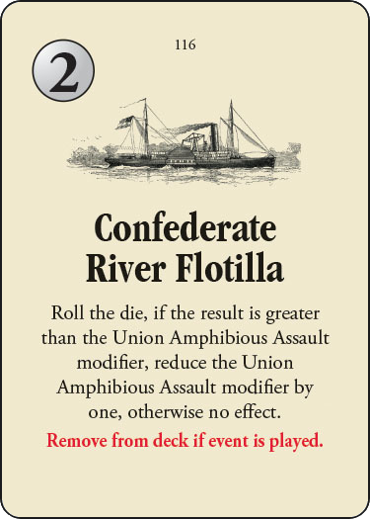 116
2
Confederate
River Flotilla
Roll the die, if the result is greater
than the Union Amphibious Assault
modifier, reduce the Union
Amphibious Assault modifier by
one, otherwise no effect.
Remove from deck if event is played.